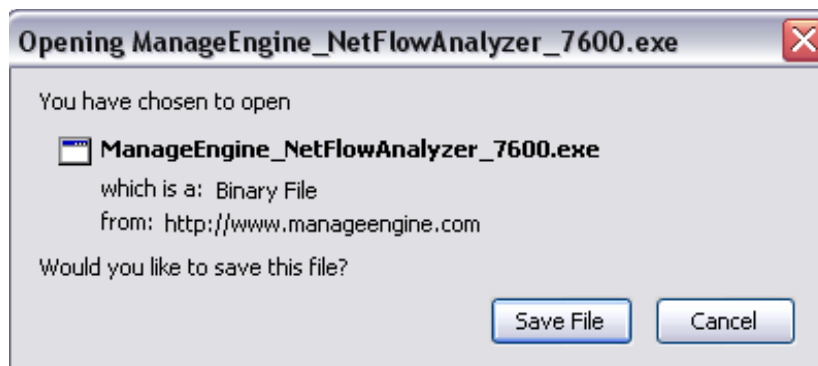 Opening ManageEngine_NetFlowAnalyzer_7600.exe
You have chosen to open
ManageEngine_NetFlowAnalyzer_7600.exe
which is a: Binary File
from: http://www.manageengine.com
Would you like to save this file?
Save File Cancel